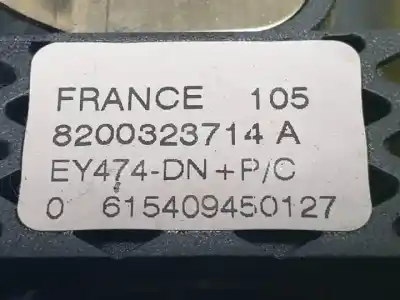 FRANCE 105
8200323714 A
EY474-DN+P/C
0 615409450127